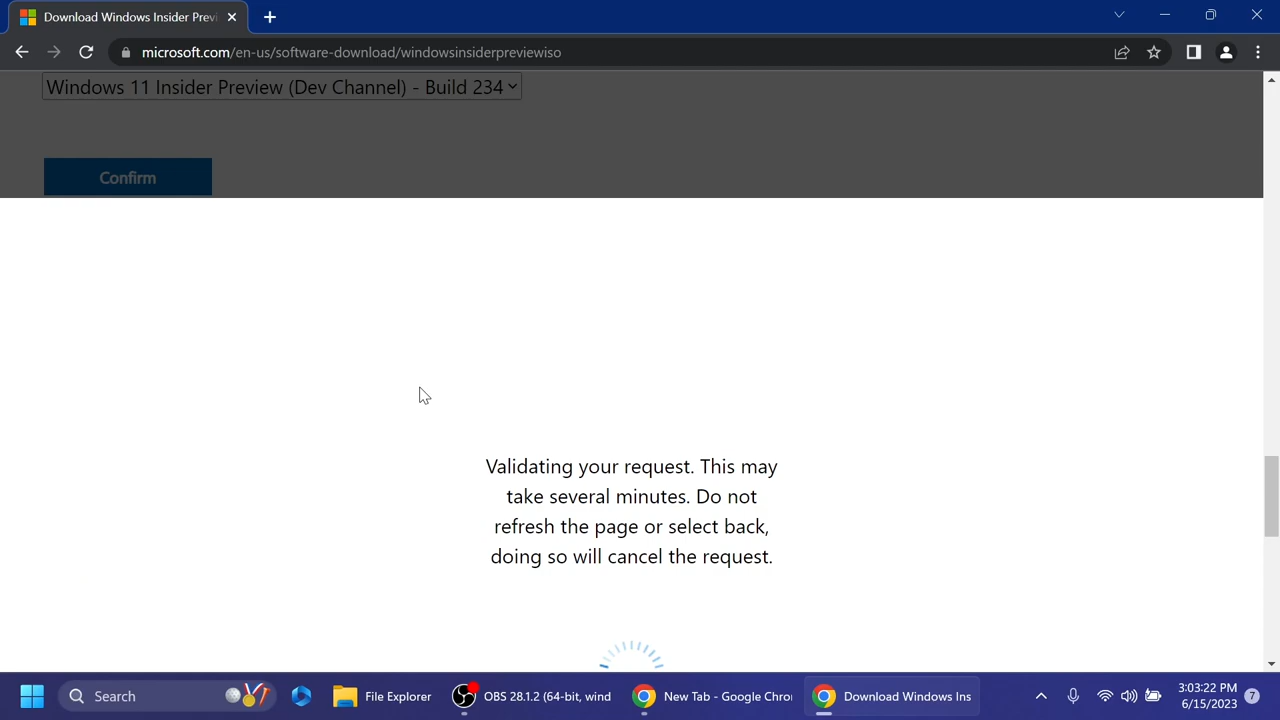 Download Windows Insider Previ
microsoft.com/en-us/software-download/windowsinsiderpreviewiso
Windows 11 Insider Preview (Dev Channel) - Build 234
Confirm
Validating your request. This may
take several minutes. Do not
refresh the page or select back,
doing so will cancel the request.
Search
File Explorer
OBS 28.1.2 (64-bit, wind
New Tab - Google Chro
Download Windows Ins
3:03:22 PM
6/15/2023
7